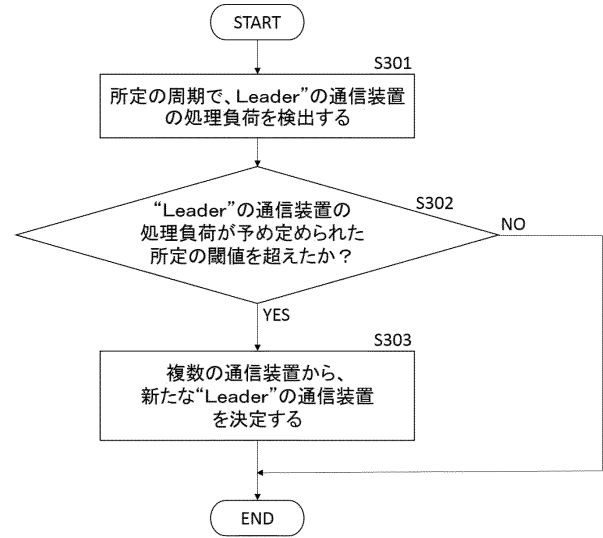 START
S301
所定の周期で、Leader”の通信装置
の処理負荷を検出する
S302
“Leader”の通信装置の
処理負荷が予め定められた
所定の閾値を超えたか？
NO
YES
S303
複数の通信装置から、
新たな“Leader”の通信装置
を決定する
END